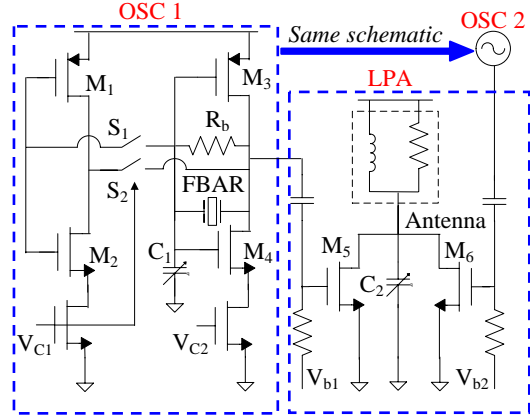 OSC 1
OSC 2
Same schematic
LPA
M1
M3
S1
Rb
S2
FBAR
Antenna
M2
C1
M4
M5
C2
M6
VC1
VC2
Vb1
Vb2